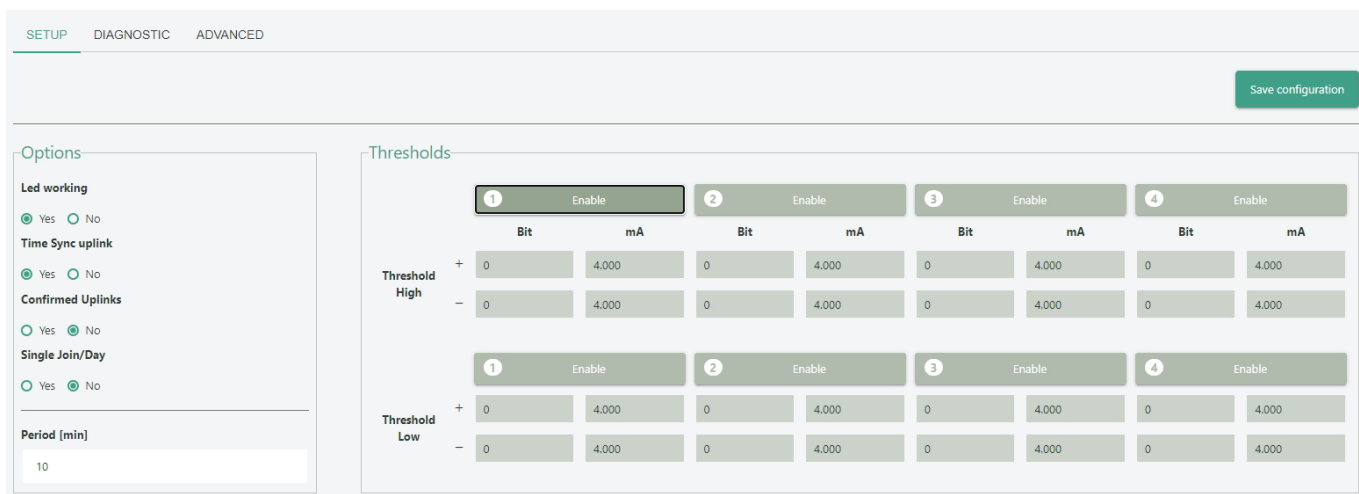 SETUP DIAGNOSTIC ADVANCED
Save configuration
Options
Led working
Yes No
Time Sync uplink
Yes No
Confirmed Uplinks
Yes No
Single Join/Day
Yes No
Period [min]
10
Thresholds
1 Enable 2 Enable 3 Enable 4 Enable
Bit mA Bit mA Bit mA Bit mA
Threshold High
+ 0 4.000 0 4.000 0 4.000 0 4.000
− 0 4.000 0 4.000 0 4.000 0 4.000
1 Enable 2 Enable 3 Enable 4 Enable
Threshold Low
+ 0 4.000 0 4.000 0 4.000 0 4.000
− 0 4.000 0 4.000 0 4.000 0 4.000